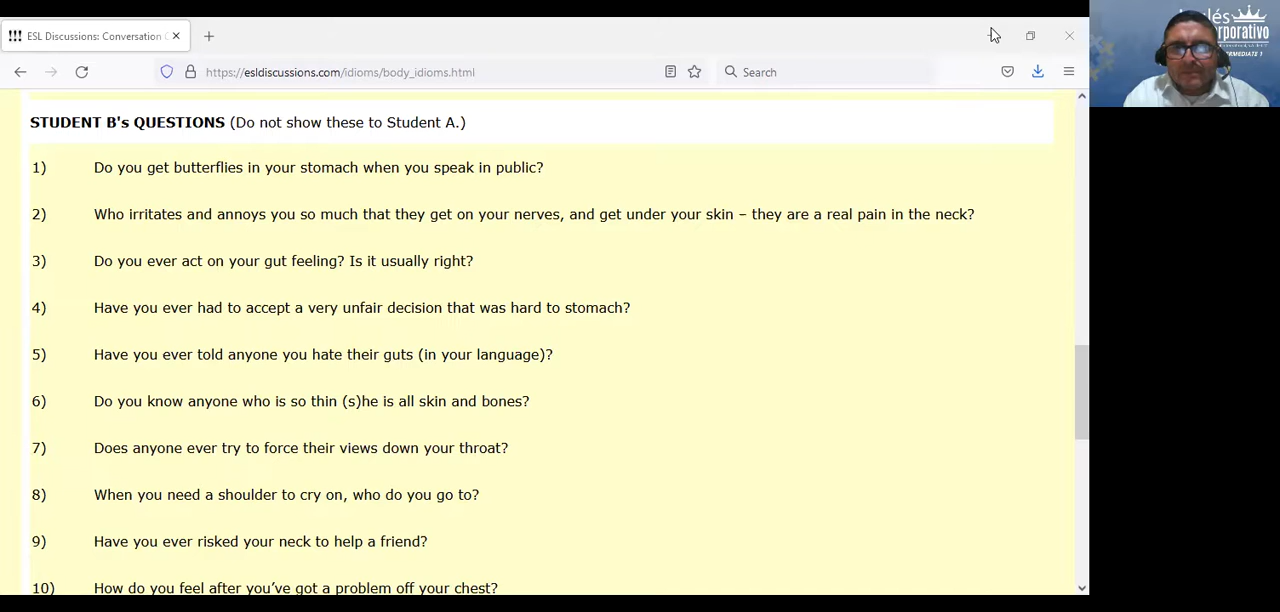 ESL Discussions: Conversation
https://esldiscussions.com/idioms/body_idioms.html
Search
STUDENT B's QUESTIONS (Do not show these to Student A.)
1) Do you get butterflies in your stomach when you speak in public?
2) Who irritates and annoys you so much that they get on your nerves, and get under your skin – they are a real pain in the neck?
3) Do you ever act on your gut feeling? Is it usually right?
4) Have you ever had to accept a very unfair decision that was hard to stomach?
5) Have you ever told anyone you hate their guts (in your language)?
6) Do you know anyone who is so thin (s)he is all skin and bones?
7) Does anyone ever try to force their views down your throat?
8) When you need a shoulder to cry on, who do you go to?
9) Have you ever risked your neck to help a friend?
10) How do you feel after you've got a problem off your chest?